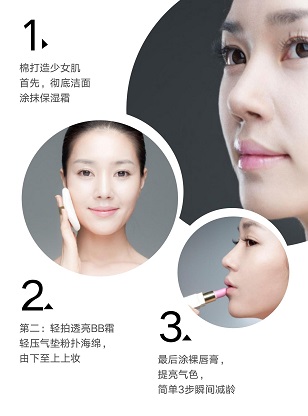 1
棉打造少女肌
首先，彻底洁面
涂抹保湿霜
2
第二：轻拍透亮BB霜
轻压气垫粉扑海绵，
由下至上上妆
3
最后涂裸唇膏，
提亮气色，
简单3步瞬间减龄